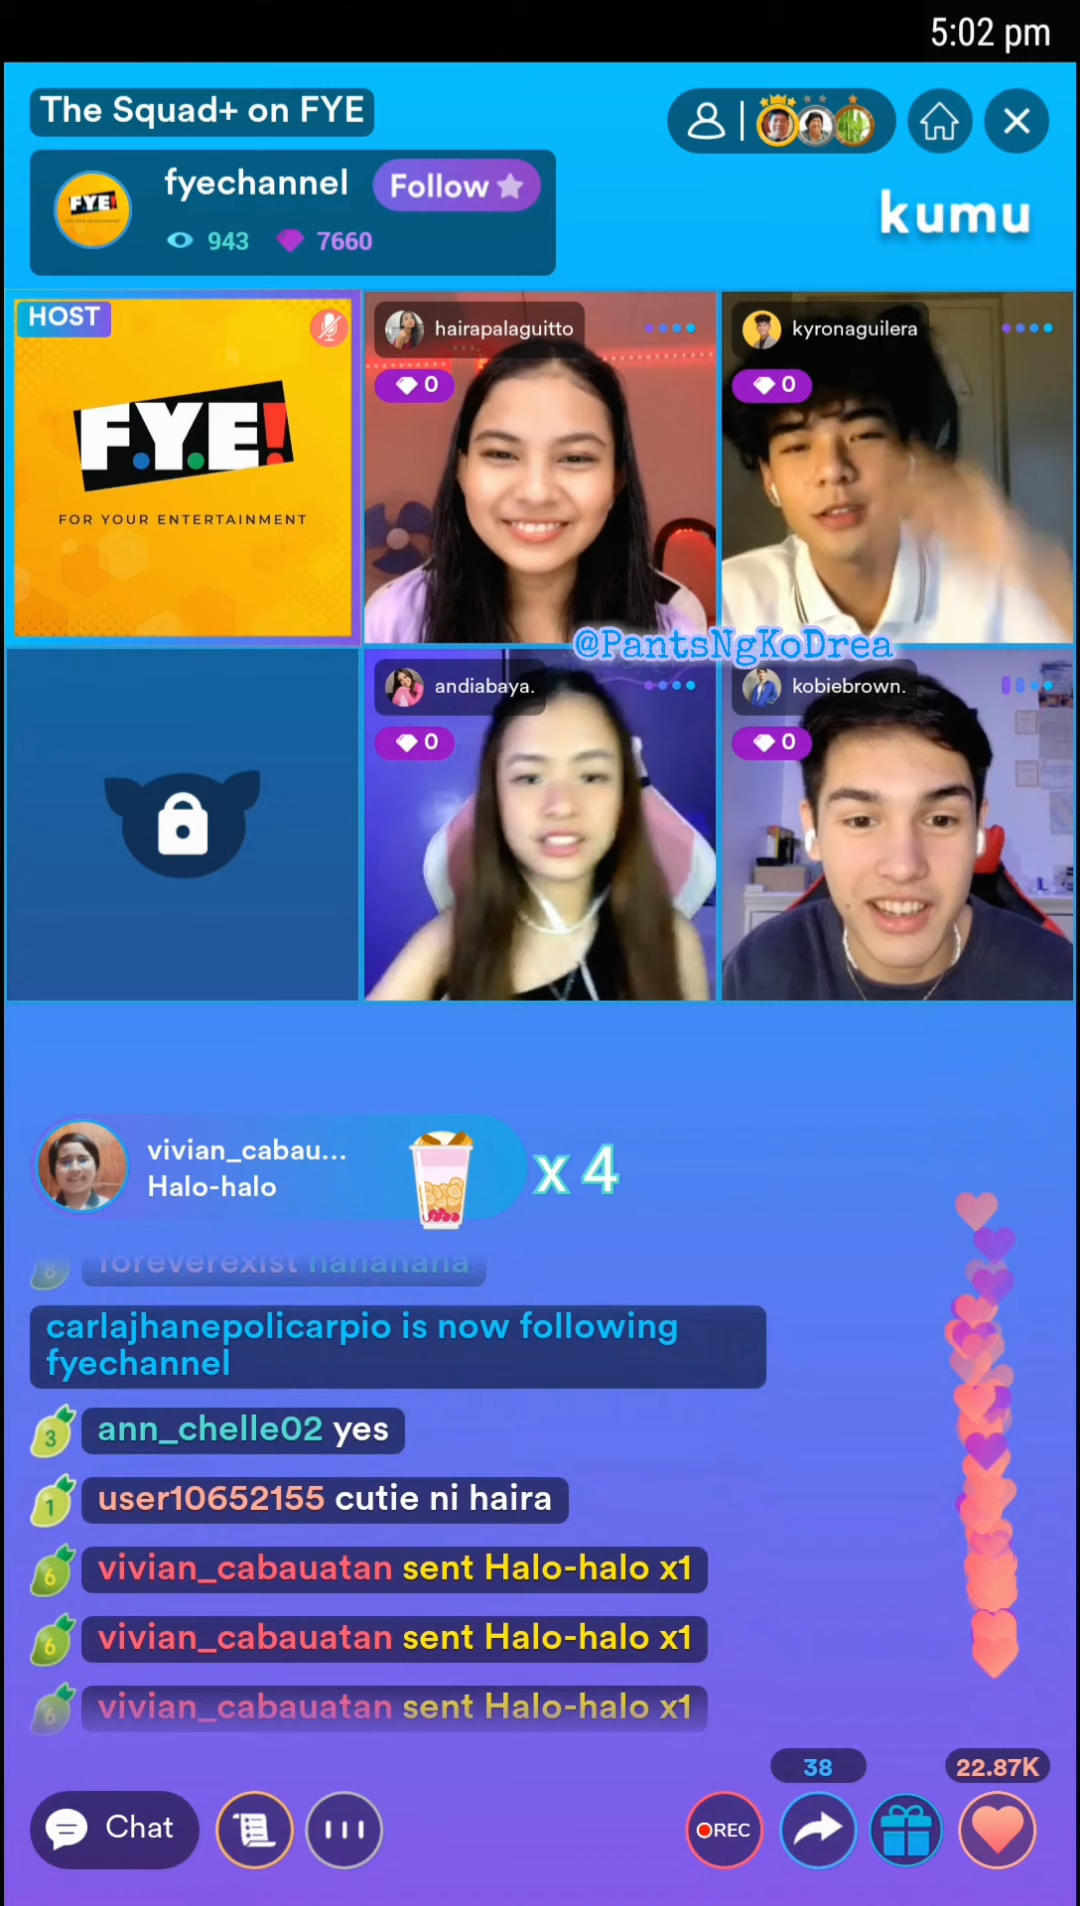 5:02 pm
The Squad+ on FYE
fyechannel
Follow
943
7660
kumu
HOST
F.Y.E!
FOR YOUR ENTERTAINMENT
hairapalaguitto
0
kyronaguilera
0
@PantsNgKoDrea
andiabaya.
0
kobiebrown.
0
vivian_cabau...
Halo-halo
x 4
8 foreverexist hahahaha
carlajhanepolicarpio is now following
fyechannel
3 ann_chelle02 yes
1 user10652155 cutie ni haira
6 vivian_cabauatan sent Halo-halo x1
6 vivian_cabauatan sent Halo-halo x1
6 vivian_cabauatan sent Halo-halo x1
38
22.87K
Chat
REC